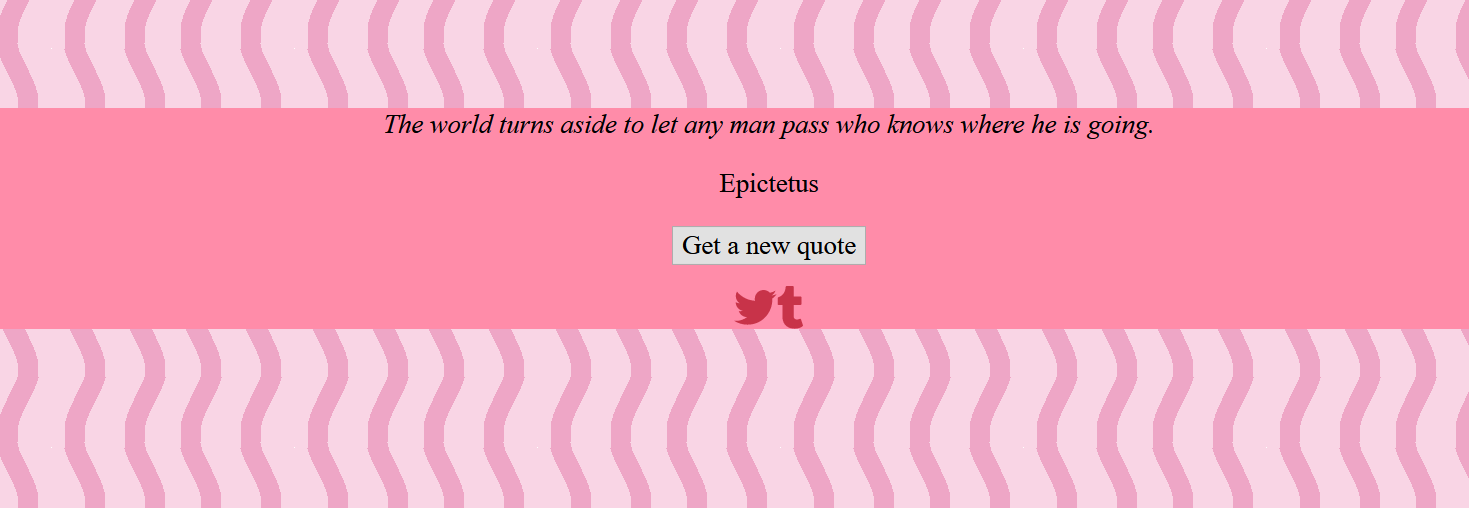 The world turns aside to let any man pass who knows where he is going.
Epictetus
Get a new quote